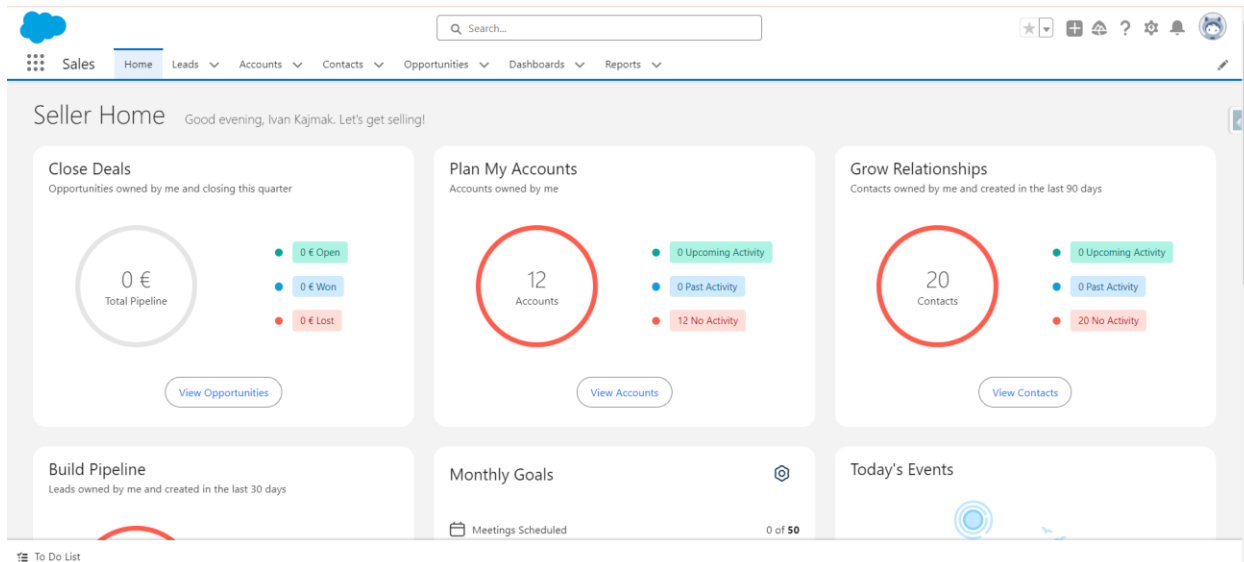 Search...
Sales Home Leads Accounts Contacts Opportunities Dashboards Reports
Seller Home Good evening, Ivan Kajmak. Let's get selling!
Close Deals
Opportunities owned by me and closing this quarter
0 €
Total Pipeline
0 € Open
0 € Won
0 € Lost
View Opportunities
Plan My Accounts
Accounts owned by me
12
Accounts
0 Upcoming Activity
0 Past Activity
12 No Activity
View Accounts
Grow Relationships
Contacts owned by me and created in the last 90 days
20
Contacts
0 Upcoming Activity
0 Past Activity
20 No Activity
View Contacts
Build Pipeline
Leads owned by me and created in the last 30 days
Monthly Goals
Meetings Scheduled 0 of 50
Today's Events
To Do List